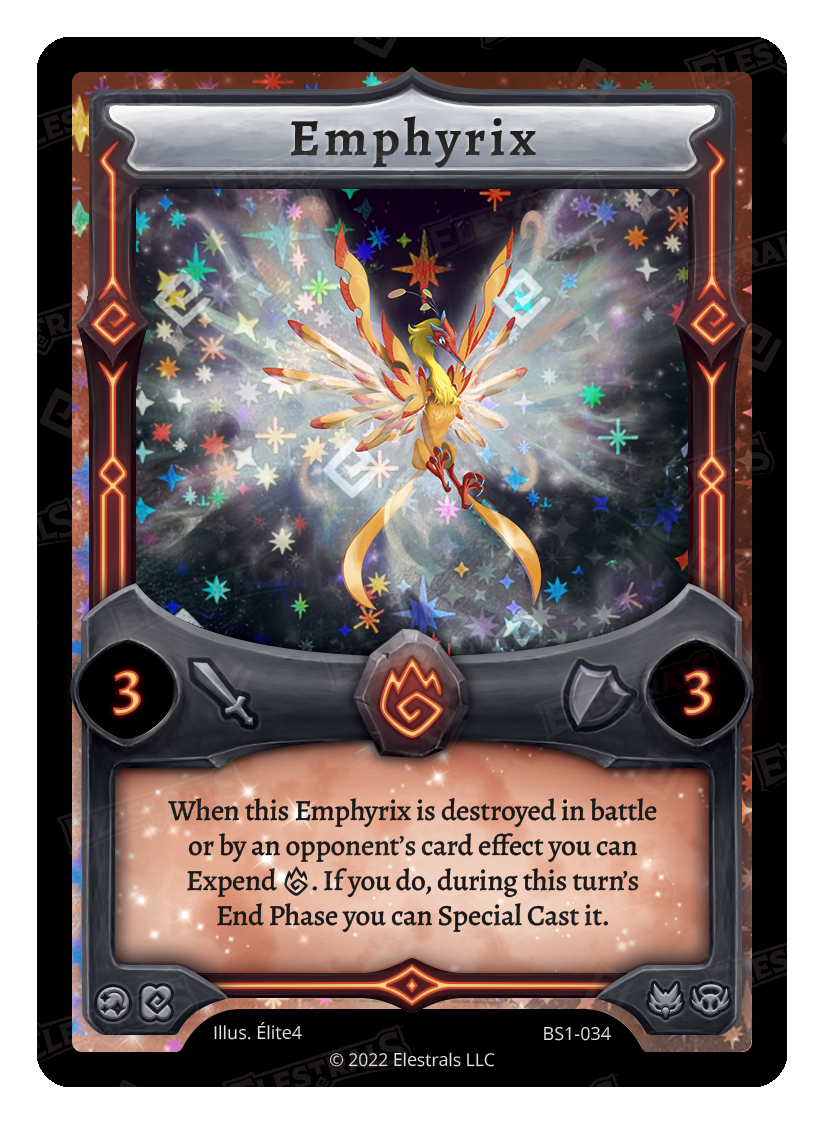 Emphyrix
3
3
When this Emphyrix is destroyed in battle
or by an opponent's card effect you can
Expend . If you do, during this turn's
End Phase you can Special Cast it.
Illus. Élite4
BS1-034
© 2022 Elestrals LLC